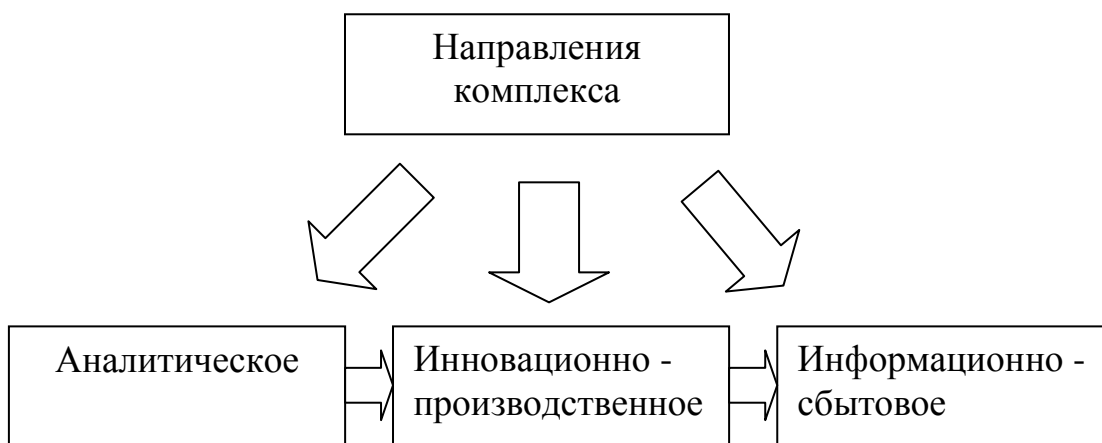 Направления
комплекса
Аналитическое
Инновационно -
производственное
Информационно -
сбытовое